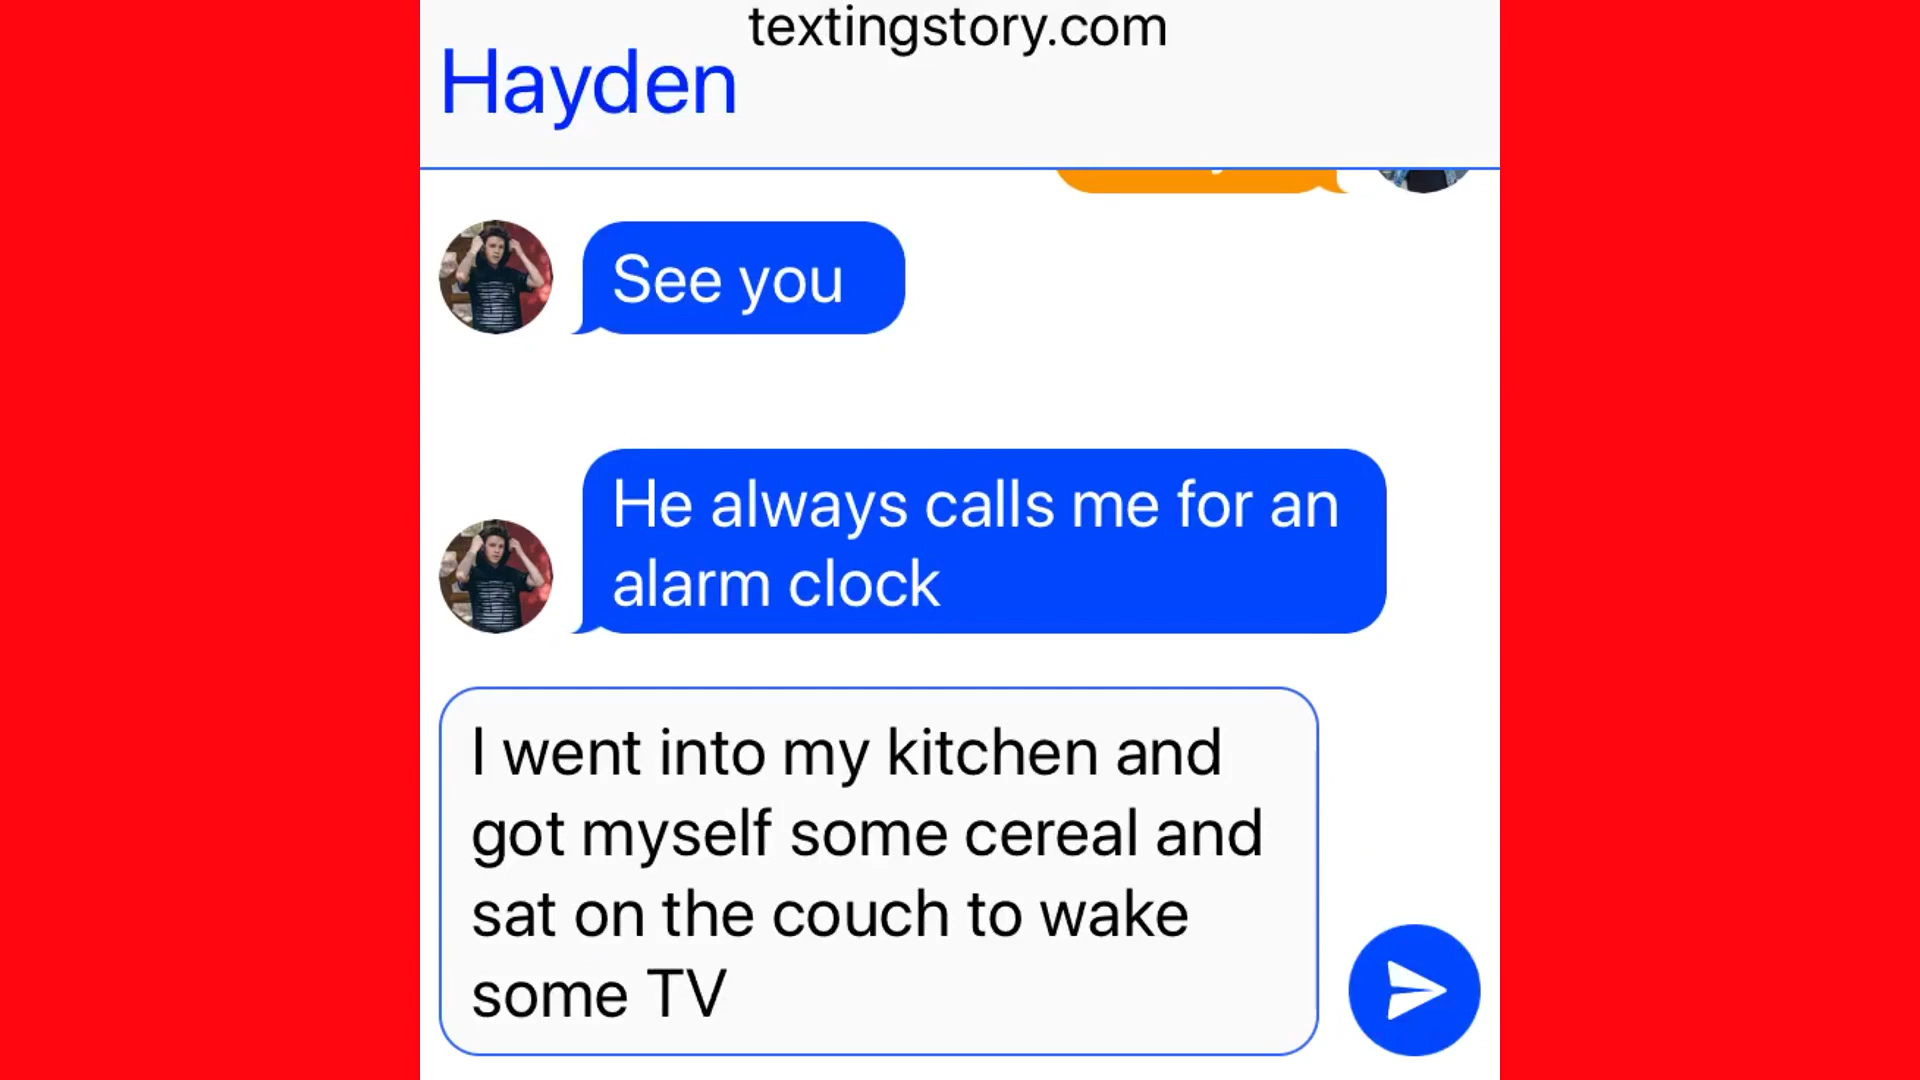 textingstory.com
Hayden
See you
He always calls me for an
alarm clock
I went into my kitchen and
got myself some cereal and
sat on the couch to wake
some TV